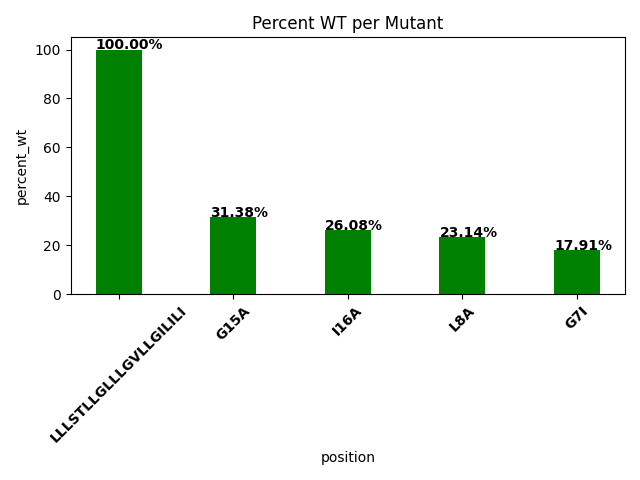 Percent WT per Mutant
percent_wt
100
80
60
40
20
0
100.00%
31.38%
26.08%
23.14%
17.91%
LLLSTLLGLLLGVLLGILILI
G15A
I16A
L8A
G7I
position